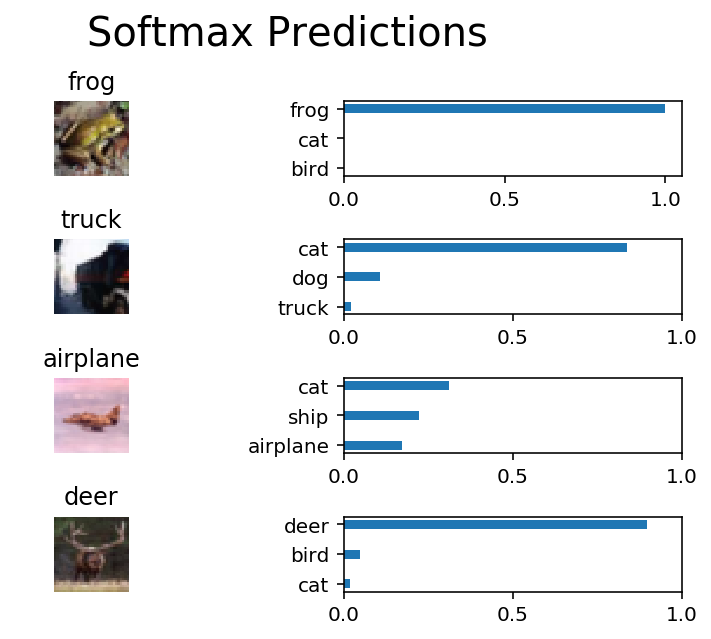 Softmax Predictions
frog
frog
cat
bird
0.0 0.5 1.0
truck
cat
dog
truck
0.0 0.5 1.0
airplane
cat
ship
airplane
0.0 0.5 1.0
deer
deer
bird
cat
0.0 0.5 1.0